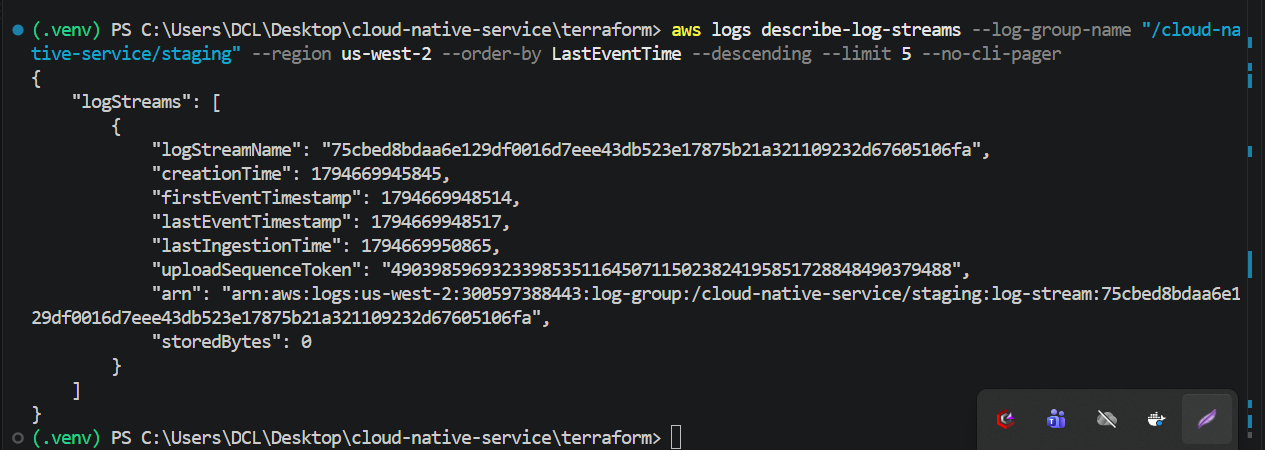 (.venv) PS C:\Users\DCL\Desktop\cloud-native-service\terraform> aws logs describe-log-streams --log-group-name "/cloud-na
tive-service/staging" --region us-west-2 --order-by LastEventTime --descending --limit 5 --no-cli-pager
{
    "logStreams": [
        {
            "logStreamName": "75cbed8bdaa6e129df0016d7eee43db523e17875b21a321109232d67605106fa",
            "creationTime": 1794669945845,
            "firstEventTimestamp": 1794669948514,
            "lastEventTimestamp": 1794669948517,
            "lastIngestionTime": 1794669950865,
            "uploadSequenceToken": "49039859693233985351164507115023824195851728848490379488",
            "arn": "arn:aws:logs:us-west-2:300597388443:log-group:/cloud-native-service/staging:log-stream:75cbed8bdaa6e1
29df0016d7eee43db523e17875b21a321109232d67605106fa",
            "storedBytes": 0
        }
    ]
}
(.venv) PS C:\Users\DCL\Desktop\cloud-native-service\terraform>